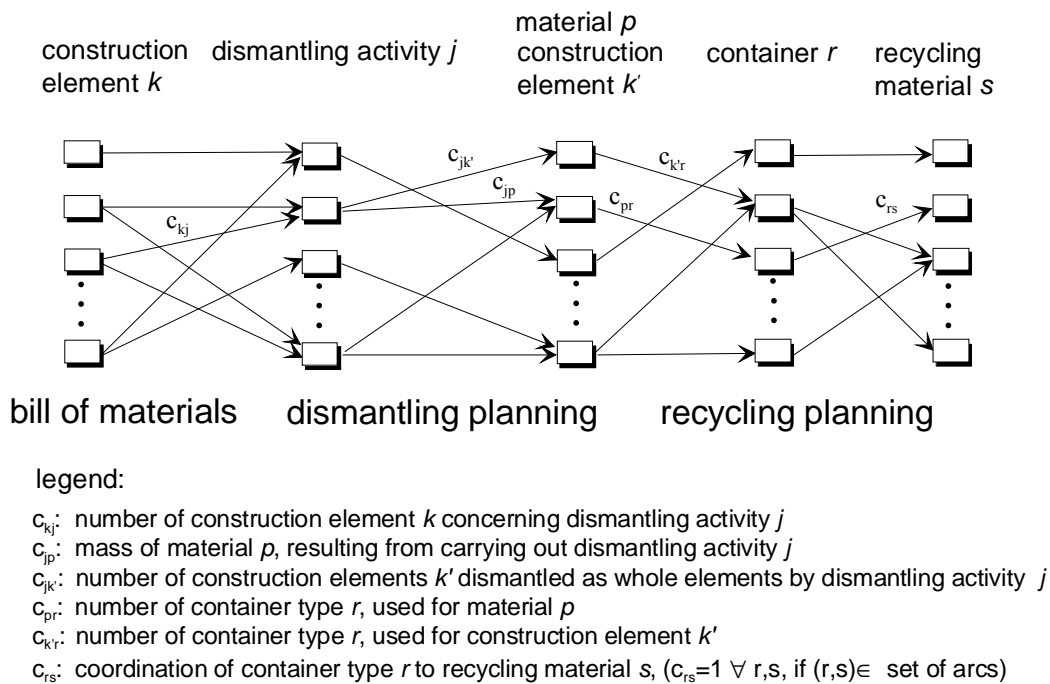 construction
element k
dismantling activity j
material p
construction
element k'
container r
recycling
material s
c_jk'
c_k'r
c_jp
c_pr
c_rs
c_kj
bill of materials
dismantling planning
recycling planning
legend:
c_kj: number of construction element k concerning dismantling activity j
c_jp: mass of material p, resulting from carrying out dismantling activity j
c_jk': number of construction elements k' dismantled as whole elements by dismantling activity j
c_pr: number of container type r, used for material p
c_k'r: number of container type r, used for construction element k'
c_rs: coordination of container type r to recycling material s, (c_rs=1 ∀ r,s, if (r,s)∈ set of arcs)